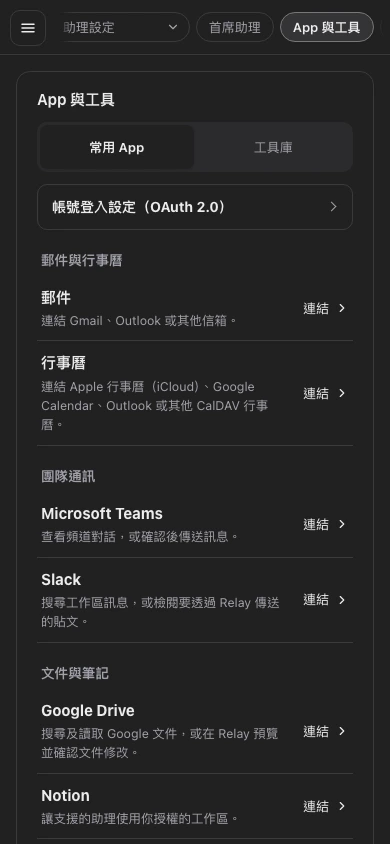 助理設定
首席助理
App 與工具
App 與工具
常用 App
工具庫
帳號登入設定（OAuth 2.0）
郵件與行事曆
郵件
連結 Gmail、Outlook 或其他信箱。
連結
行事曆
連結 Apple 行事曆（iCloud）、Google
Calendar、Outlook 或其他 CalDAV 行事
曆。
連結
團隊通訊
Microsoft Teams
查看頻道對話，或確認後傳送訊息。
連結
Slack
搜尋工作區訊息，或檢閱要透過 Relay 傳送
的貼文。
連結
文件與筆記
Google Drive
搜尋及讀取 Google 文件，或在 Relay 預覽
並確認文件修改。
連結
Notion
讓支援的助理使用你授權的工作區。
連結